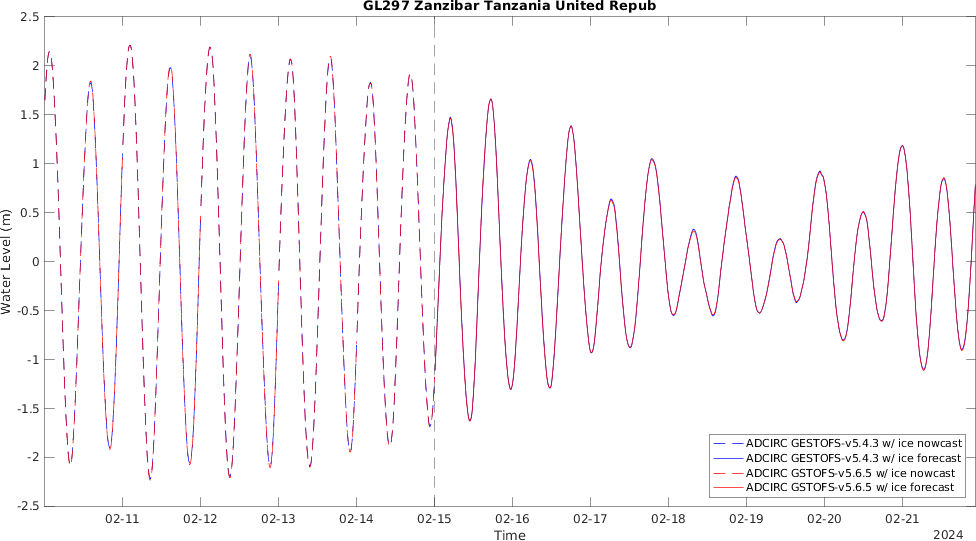 GL297 Zanzibar Tanzania United Repub
2.5
2
1.5
1
0.5
0
-0.5
-1
-1.5
-2
-2.5
Water Level (m)
ADCIRC GESTOFS-v5.4.3 w/ ice nowcast
ADCIRC GESTOFS-v5.4.3 w/ ice forecast
ADCIRC GSTOFS-v5.6.5 w/ ice nowcast
ADCIRC GSTOFS-v5.6.5 w/ ice forecast
02-11 02-12 02-13 02-14 02-15 02-16 02-17 02-18 02-19 02-20 02-21
Time
2024